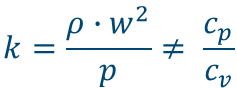 k = ρ · w² / p ≠ c_p / c_v